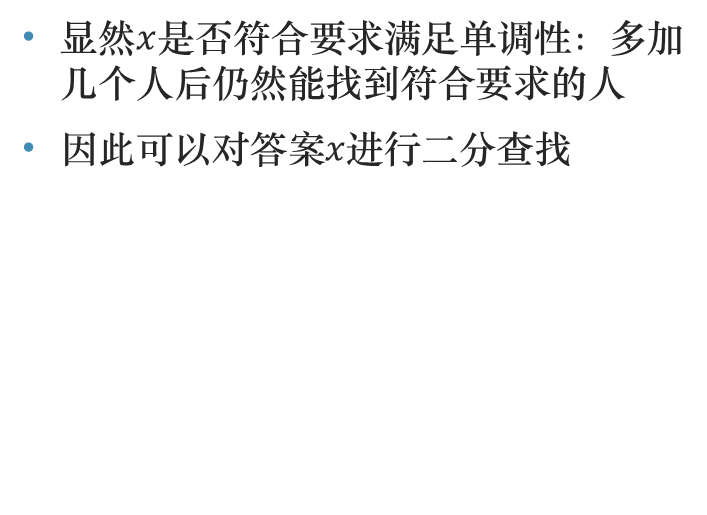 • 显然x是否符合要求满足单调性：多加
几个人后仍然能找到符合要求的人
• 因此可以对答案x进行二分查找